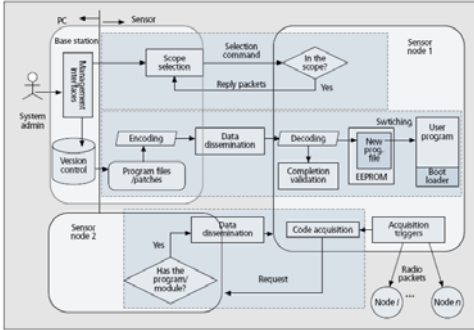 PC
Sensor
Base station
Management
interfaces
System
admin
Version
control
Scope
selection
Selection
command
Reply packets
In the
scope?
Yes
Sensor
node 1
Encoding
Program files
/patches
Data
dissemination
Decoding
Completion
validation
New
prog.
file
EEPROM
Swtiching.
User
program
Boot
loader
Sensor
node 2
Yes
Has the
program/
module?
Data
dissemination
Code acquisition
Request
Acquisition
triggers
Radio
packets
Node i
...
Node n